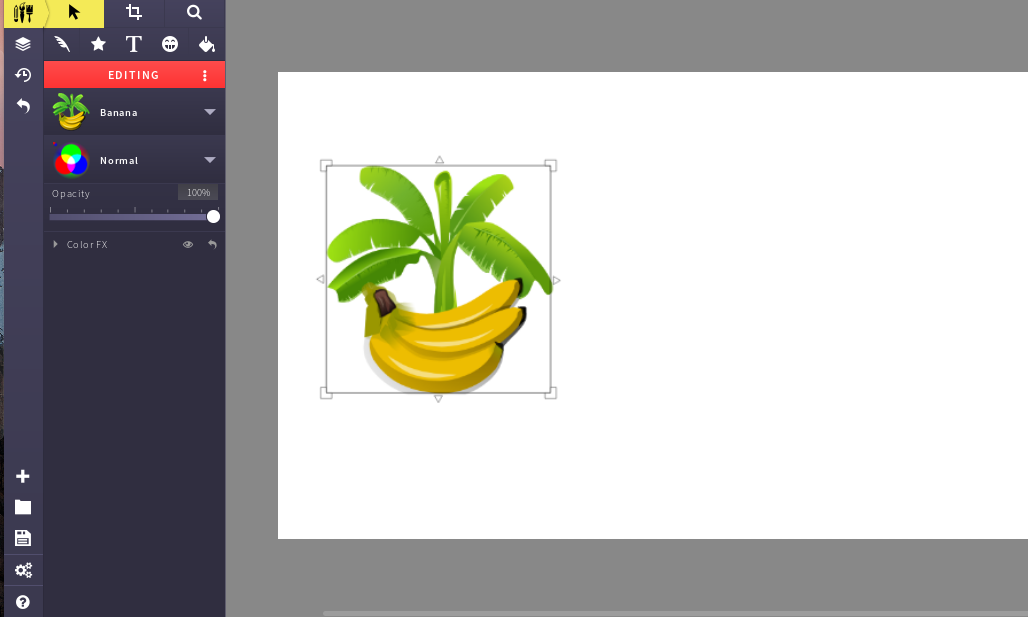 T
EDITING
Banana
Normal
Opacity 100%
Color FX